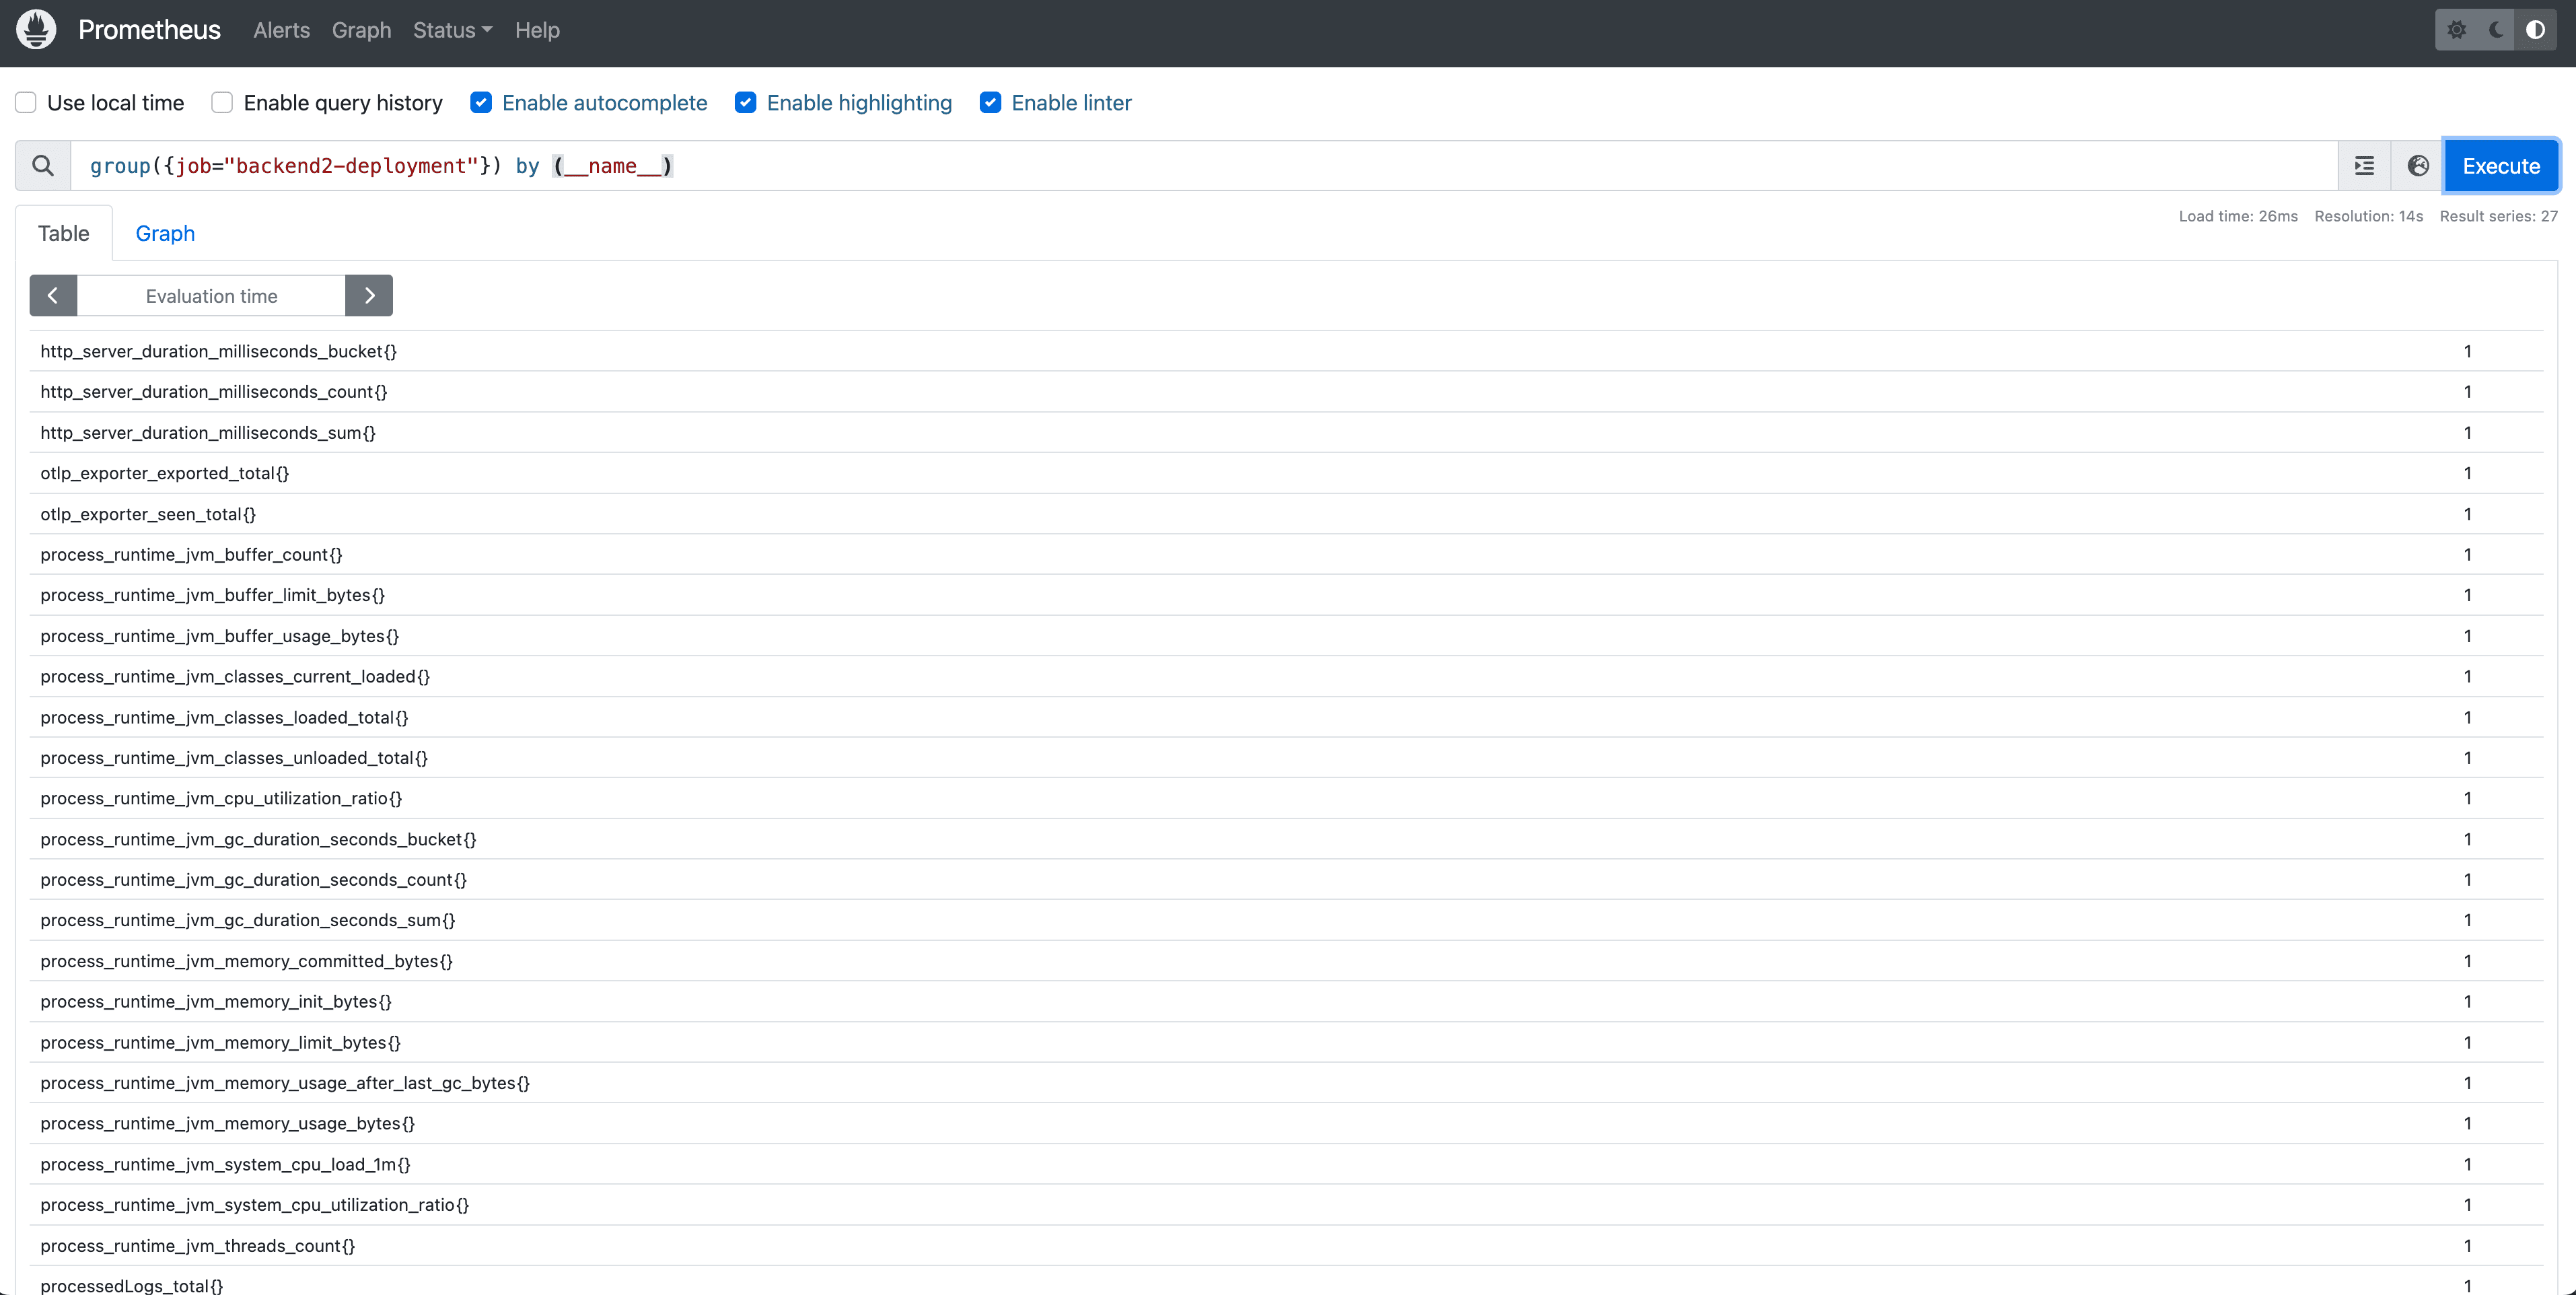 Prometheus Alerts Graph Status Help
Use local time Enable query history Enable autocomplete Enable highlighting Enable linter
group({job="backend2-deployment"}) by (__name__) Execute
Table Graph Load time: 26ms Resolution: 14s Result series: 27
Evaluation time
http_server_duration_milliseconds_bucket{} 1
http_server_duration_milliseconds_count{} 1
http_server_duration_milliseconds_sum{} 1
otlp_exporter_exported_total{} 1
otlp_exporter_seen_total{} 1
process_runtime_jvm_buffer_count{} 1
process_runtime_jvm_buffer_limit_bytes{} 1
process_runtime_jvm_buffer_usage_bytes{} 1
process_runtime_jvm_classes_current_loaded{} 1
process_runtime_jvm_classes_loaded_total{} 1
process_runtime_jvm_classes_unloaded_total{} 1
process_runtime_jvm_cpu_utilization_ratio{} 1
process_runtime_jvm_gc_duration_seconds_bucket{} 1
process_runtime_jvm_gc_duration_seconds_count{} 1
process_runtime_jvm_gc_duration_seconds_sum{} 1
process_runtime_jvm_memory_committed_bytes{} 1
process_runtime_jvm_memory_init_bytes{} 1
process_runtime_jvm_memory_limit_bytes{} 1
process_runtime_jvm_memory_usage_after_last_gc_bytes{} 1
process_runtime_jvm_memory_usage_bytes{} 1
process_runtime_jvm_system_cpu_load_1m{} 1
process_runtime_jvm_system_cpu_utilization_ratio{} 1
process_runtime_jvm_threads_count{} 1
processedLogs_total{} 1